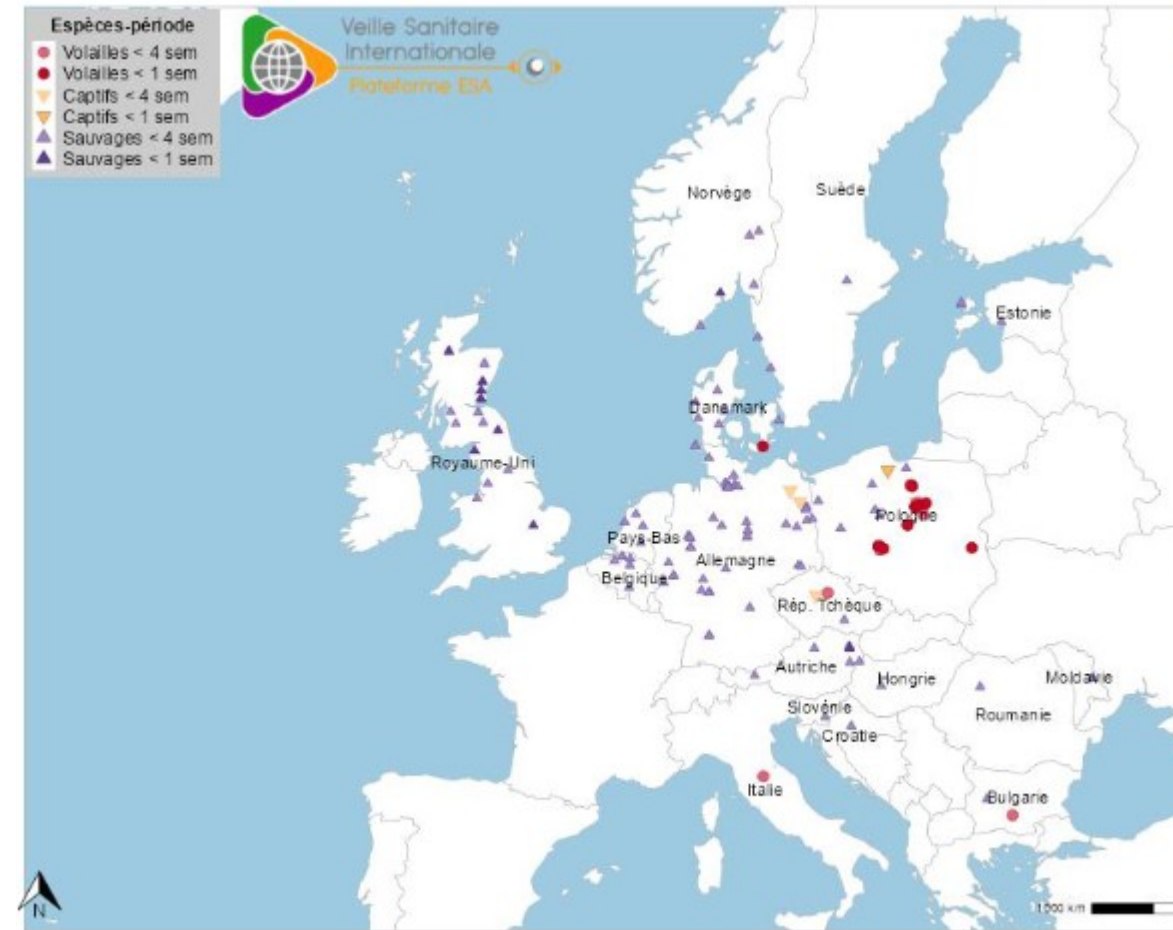 Espèces-période
Volailles < 4 sem
Volailles < 1 sem
Captifs < 4 sem
Captifs < 1 sem
Sauvages < 4 sem
Sauvages < 1 sem
Veille Sanitaire
Internationale
Plateforme ESA
Norvège
Suède
Estonie
Danemark
Royaume-Uni
Pologne
Pays-Bas
Allemagne
Belgique
Rép. Tchèque
Autriche
Hongrie
Moldavie
Slovénie
Roumanie
Croatie
Italie
Bulgarie
N
1000 km